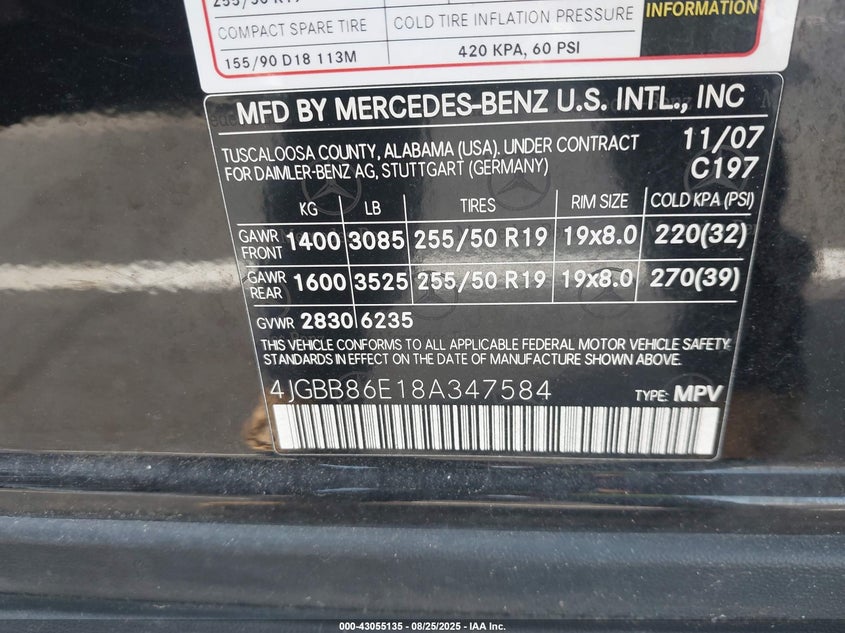 255/50 R19
COMPACT SPARE TIRE COLD TIRE INFLATION PRESSURE
INFORMATION
155/90 D18 113M 420 KPA, 60 PSI
MFD BY MERCEDES-BENZ U.S. INTL., INC
TUSCALOOSA COUNTY, ALABAMA (USA). UNDER CONTRACT 11/07
FOR DAIMLER-BENZ AG, STUTTGART (GERMANY) C197
KG LB TIRES RIM SIZE COLD KPA (PSI)
GAWR FRONT 1400 3085 255/50 R19 19x8.0 220(32)
GAWR REAR 1600 3525 255/50 R19 19x8.0 270(39)
GVWR 2830 6235
THIS VEHICLE CONFORMS TO ALL APPLICABLE FEDERAL MOTOR VEHICLE SAFETY
STANDARDS IN EFFECT ON THE DATE OF MANUFACTURE SHOWN ABOVE.
4JGBB86E18A347584 TYPE: MPV
000-43055135 - 08/25/2025 - IAA Inc.